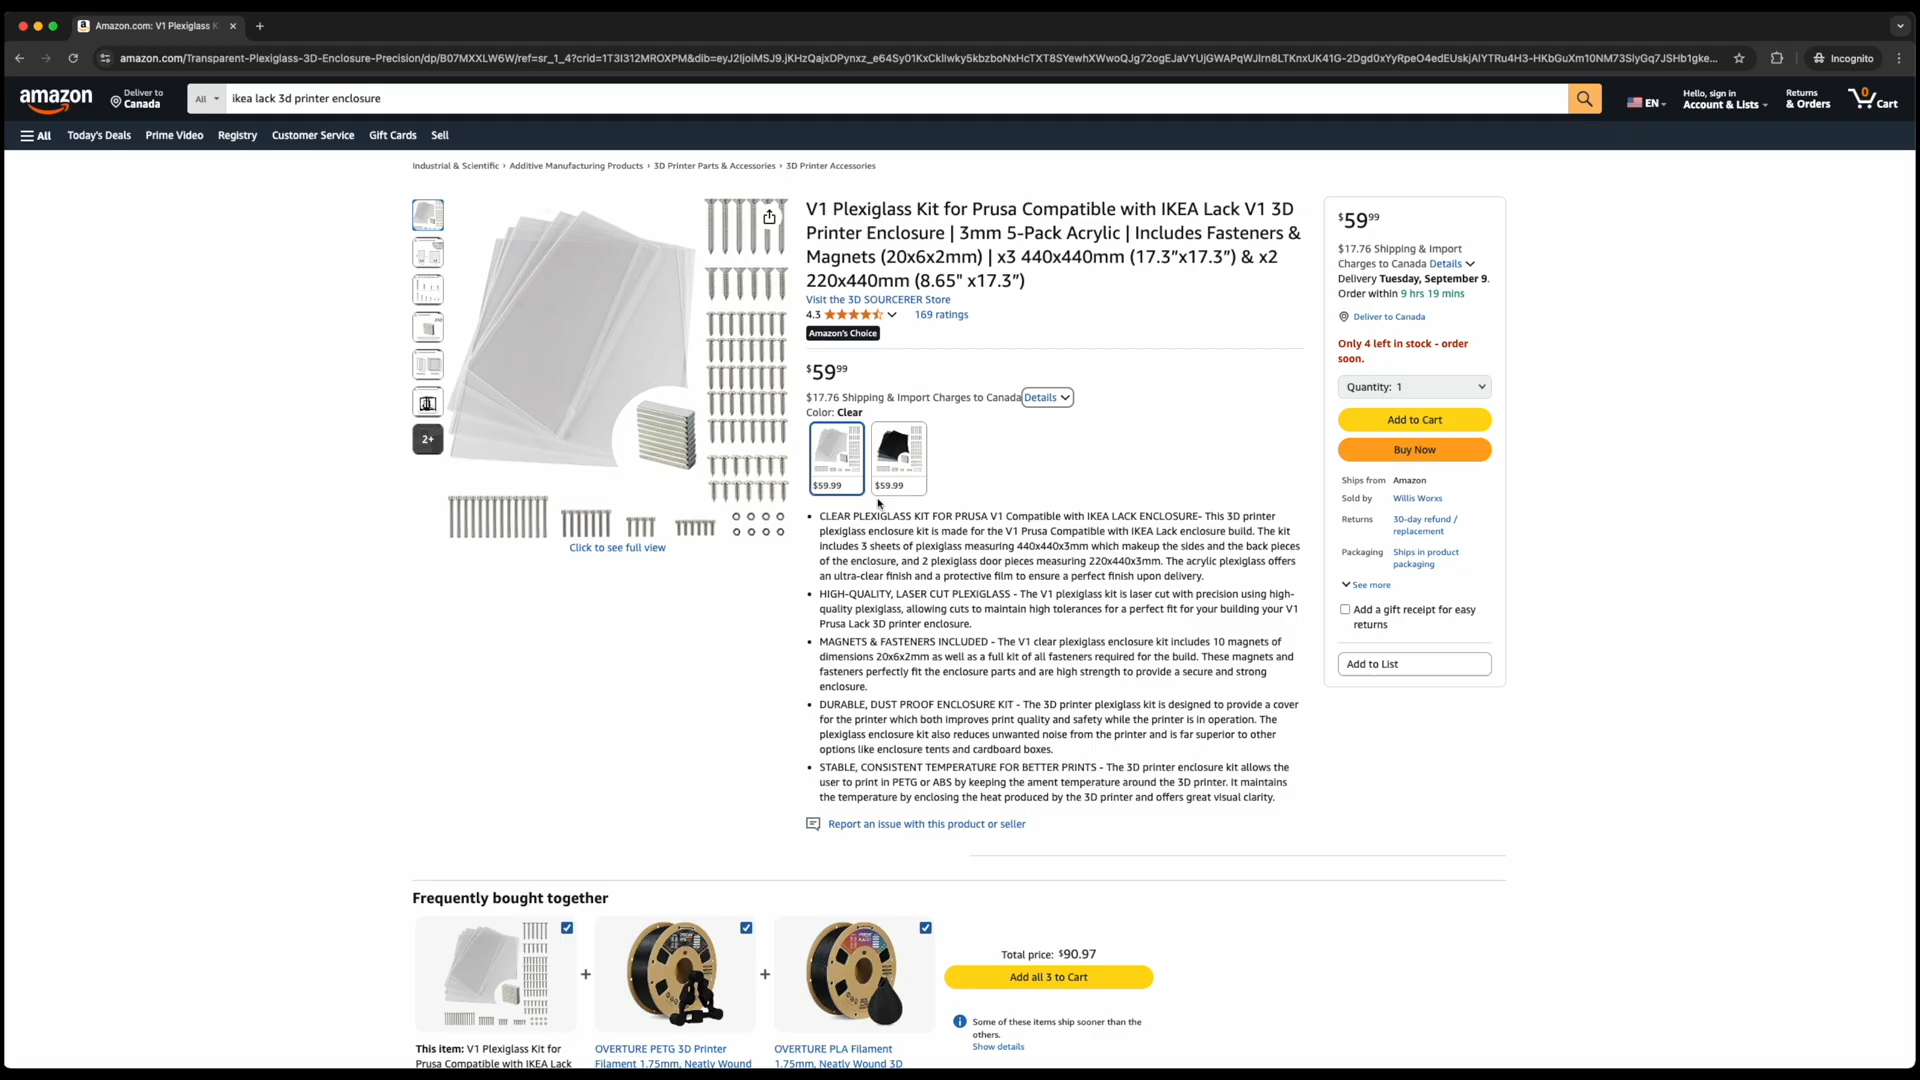 Amazon.com: V1 Plexiglass K
amazon.com/Transparent-Plexiglass-3D-Enclosure-Precision/dp/B07MXXLW6W/ref=sr_1_4?crid=1T3I312MROXPM&dib=
Incognito
amazon
Deliver to
Canada
All
ikea lack 3d printer enclosure
EN
Hello, sign in
Account & Lists
Returns
& Orders
0
Cart
All
Today's Deals
Prime Video
Registry
Customer Service
Gift Cards
Sell
Industrial & Scientific › Additive Manufacturing Products › 3D Printer Parts & Accessories › 3D Printer Accessories
2+
Click to see full view
V1 Plexiglass Kit for Prusa Compatible with IKEA Lack V1 3D
Printer Enclosure | 3mm 5-Pack Acrylic | Includes Fasteners &
Magnets (20x6x2mm) | x3 440x440mm (17.3″x17.3″) & x2
220x440mm (8.65" x17.3″)
Visit the 3D SOURCERER Store
4.3
169 ratings
Amazon's Choice
$59 99
$17.76 Shipping & Import Charges to Canada Details
Color: Clear
$59.99
$59.99
• CLEAR PLEXIGLASS KIT FOR PRUSA V1 Compatible with IKEA LACK ENCLOSURE- This 3D printer
plexiglass enclosure kit is made for the V1 Prusa Compatible with IKEA Lack enclosure build. The kit
includes 3 sheets of plexiglass measuring 440x440x3mm which makeup the sides and the back pieces
of the enclosure, and 2 plexiglass door pieces measuring 220x440x3mm. The acrylic plexiglass offers
an ultra-clear finish and a protective film to ensure a perfect finish upon delivery.
• HIGH-QUALITY, LASER CUT PLEXIGLASS - The V1 plexiglass kit is laser cut with precision using high-
quality plexiglass, allowing cuts to maintain high tolerances for a perfect fit for your building your V1
Prusa Lack 3D printer enclosure.
• MAGNETS & FASTENERS INCLUDED - The V1 clear plexiglass enclosure kit includes 10 magnets of
dimensions 20x6x2mm as well as a full kit of all fasteners required for the build. These magnets and
fasteners perfectly fit the enclosure parts and are high strength to provide a secure and strong
enclosure.
• DURABLE, DUST PROOF ENCLOSURE KIT - The 3D printer plexiglass kit is designed to provide a cover
for the printer which both improves print quality and safety while the printer is in operation. The
plexiglass enclosure kit also reduces unwanted noise from the printer and is far superior to other
options like enclosure tents and cardboard boxes.
• STABLE, CONSISTENT TEMPERATURE FOR BETTER PRINTS - The 3D printer enclosure kit allows the
user to print in PETG or ABS by keeping the ament temperature around the 3D printer. It maintains
the temperature by enclosing the heat produced by the 3D printer and offers great visual clarity.
Report an issue with this product or seller
$59 99
$17.76 Shipping & Import
Charges to Canada Details
Delivery Tuesday, September 9.
Order within 9 hrs 19 mins
Deliver to Canada
Only 4 left in stock - order
soon.
Quantity: 1
Add to Cart
Buy Now
Ships from Amazon
Sold by Willis Worxs
Returns 30-day refund /
replacement
Packaging Ships in product
packaging
See more
Add a gift receipt for easy
returns
Add to List
Frequently bought together
+
+
This item: V1 Plexiglass Kit for
Prusa Compatible with IKEA Lack
OVERTURE PETG 3D Printer
Filament 1.75mm, Neatly Wound
OVERTURE PLA Filament
1.75mm, Neatly Wound 3D
Total price: $90.97
Add all 3 to Cart
Some of these items ship sooner than the
others.
Show details